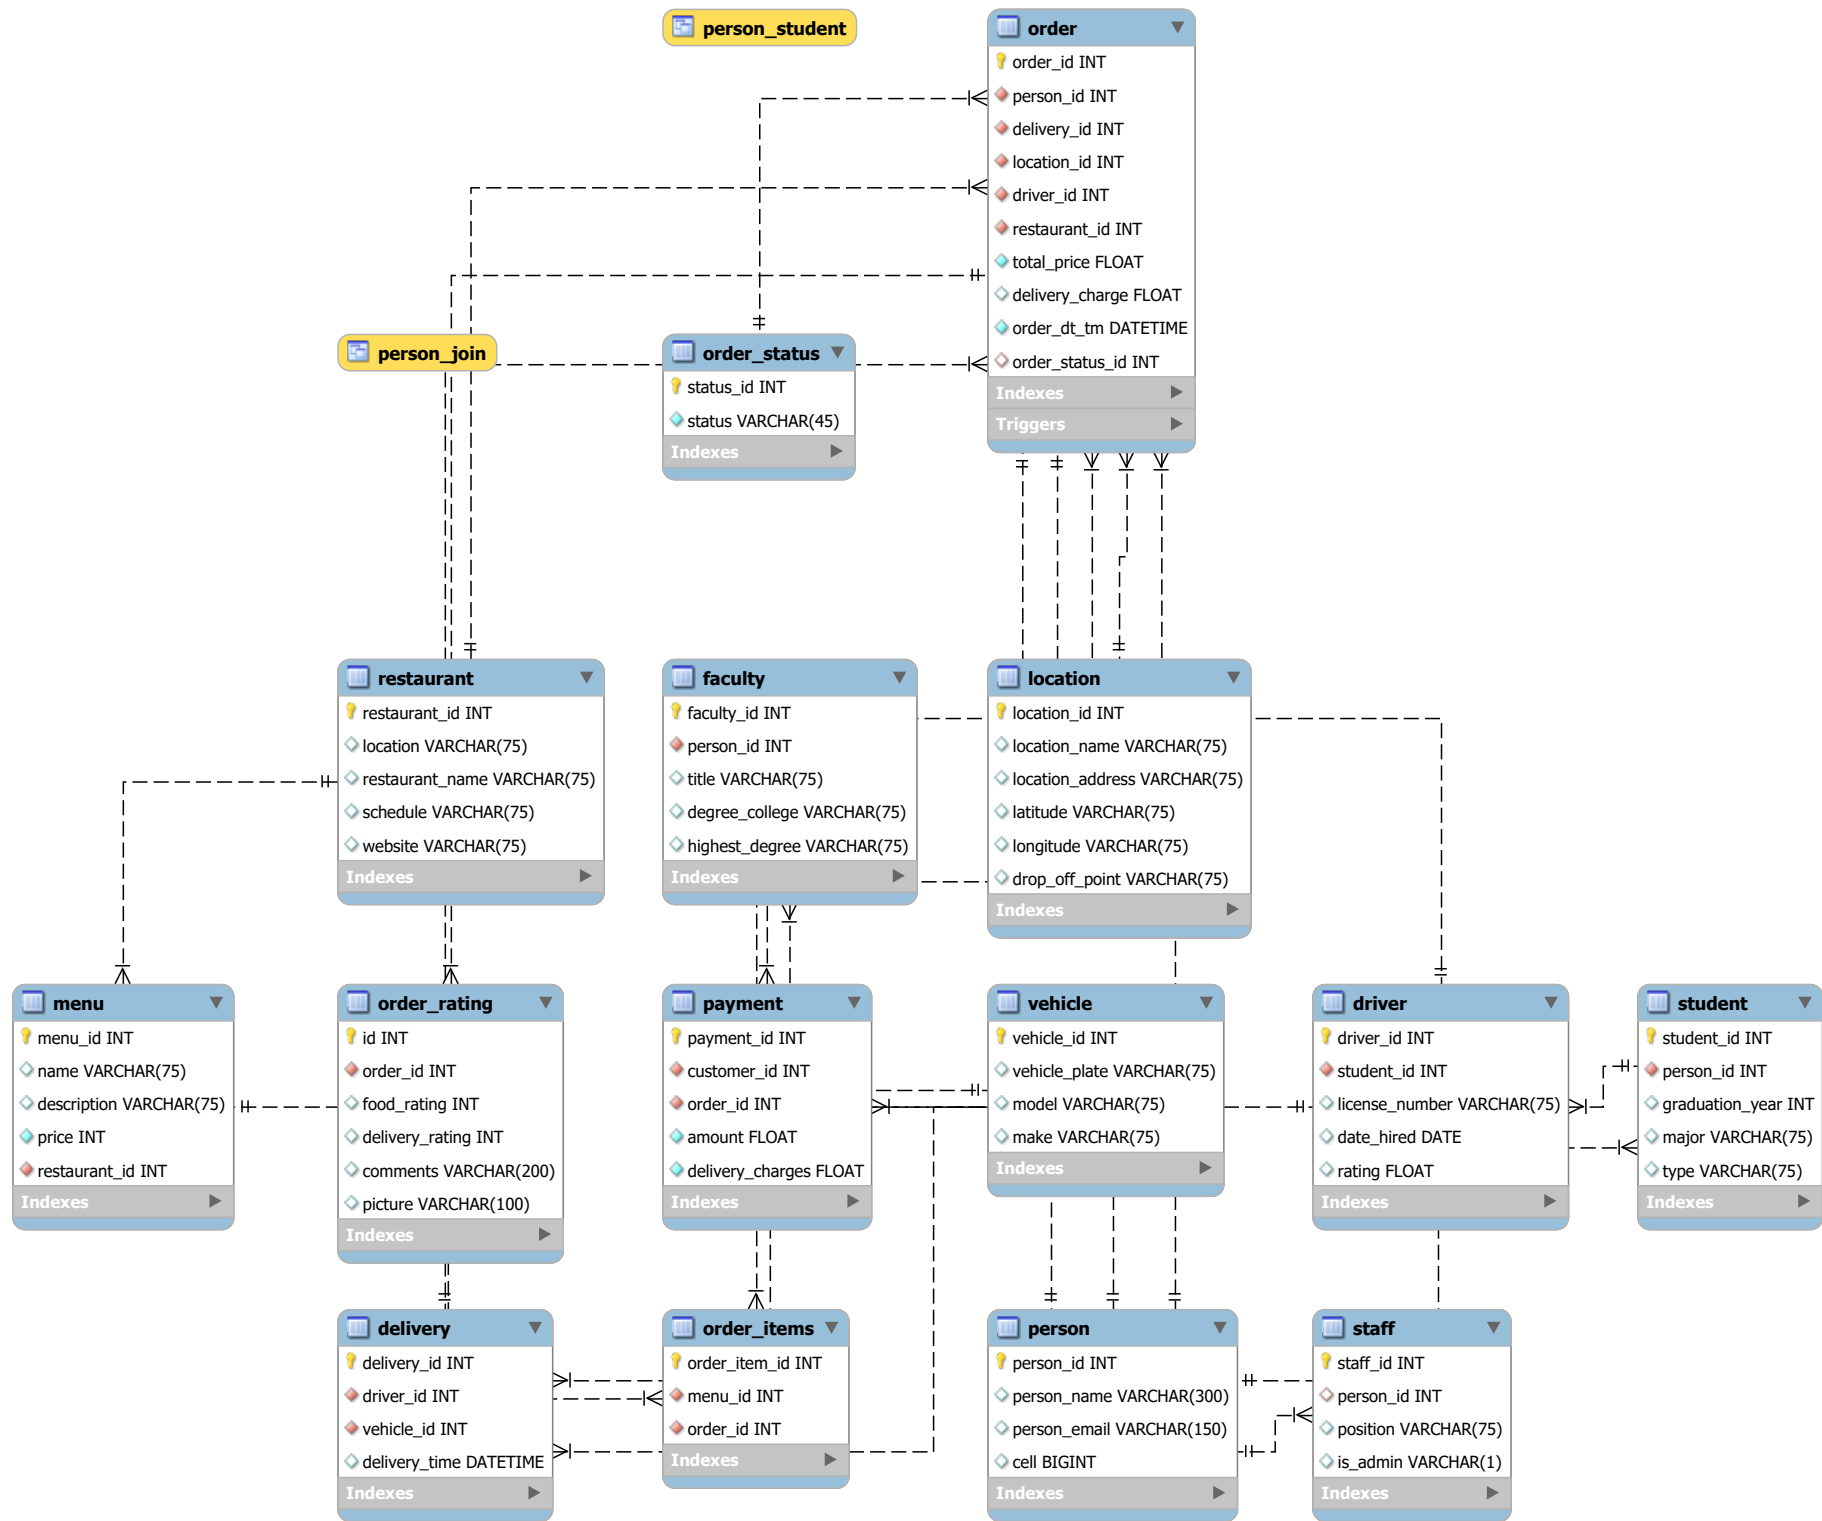 person_student
order
order_id INT
person_id INT
delivery_id INT
location_id INT
driver_id INT
restaurant_id INT
total_price FLOAT
delivery_charge FLOAT
order_dt_tm DATETIME
order_status_id INT
Indexes
Triggers
person_join
order_status
status_id INT
status VARCHAR(45)
Indexes
restaurant
restaurant_id INT
location VARCHAR(75)
restaurant_name VARCHAR(75)
schedule VARCHAR(75)
website VARCHAR(75)
Indexes
faculty
faculty_id INT
person_id INT
title VARCHAR(75)
degree_college VARCHAR(75)
highest_degree VARCHAR(75)
Indexes
location
location_id INT
location_name VARCHAR(75)
location_address VARCHAR(75)
latitude VARCHAR(75)
longitude VARCHAR(75)
drop_off_point VARCHAR(75)
Indexes
menu
menu_id INT
name VARCHAR(75)
description VARCHAR(75)
price INT
restaurant_id INT
Indexes
order_rating
id INT
order_id INT
food_rating INT
delivery_rating INT
comments VARCHAR(200)
picture VARCHAR(100)
Indexes
payment
payment_id INT
customer_id INT
order_id INT
amount FLOAT
delivery_charges FLOAT
Indexes
vehicle
vehicle_id INT
vehicle_plate VARCHAR(75)
model VARCHAR(75)
make VARCHAR(75)
Indexes
driver
driver_id INT
student_id INT
license_number VARCHAR(75)
date_hired DATE
rating FLOAT
Indexes
student
student_id INT
person_id INT
graduation_year INT
major VARCHAR(75)
type VARCHAR(75)
Indexes
delivery
delivery_id INT
driver_id INT
vehicle_id INT
delivery_time DATETIME
Indexes
order_items
order_item_id INT
menu_id INT
order_id INT
Indexes
person
person_id INT
person_name VARCHAR(300)
person_email VARCHAR(150)
cell BIGINT
Indexes
staff
staff_id INT
person_id INT
position VARCHAR(75)
is_admin VARCHAR(1)
Indexes